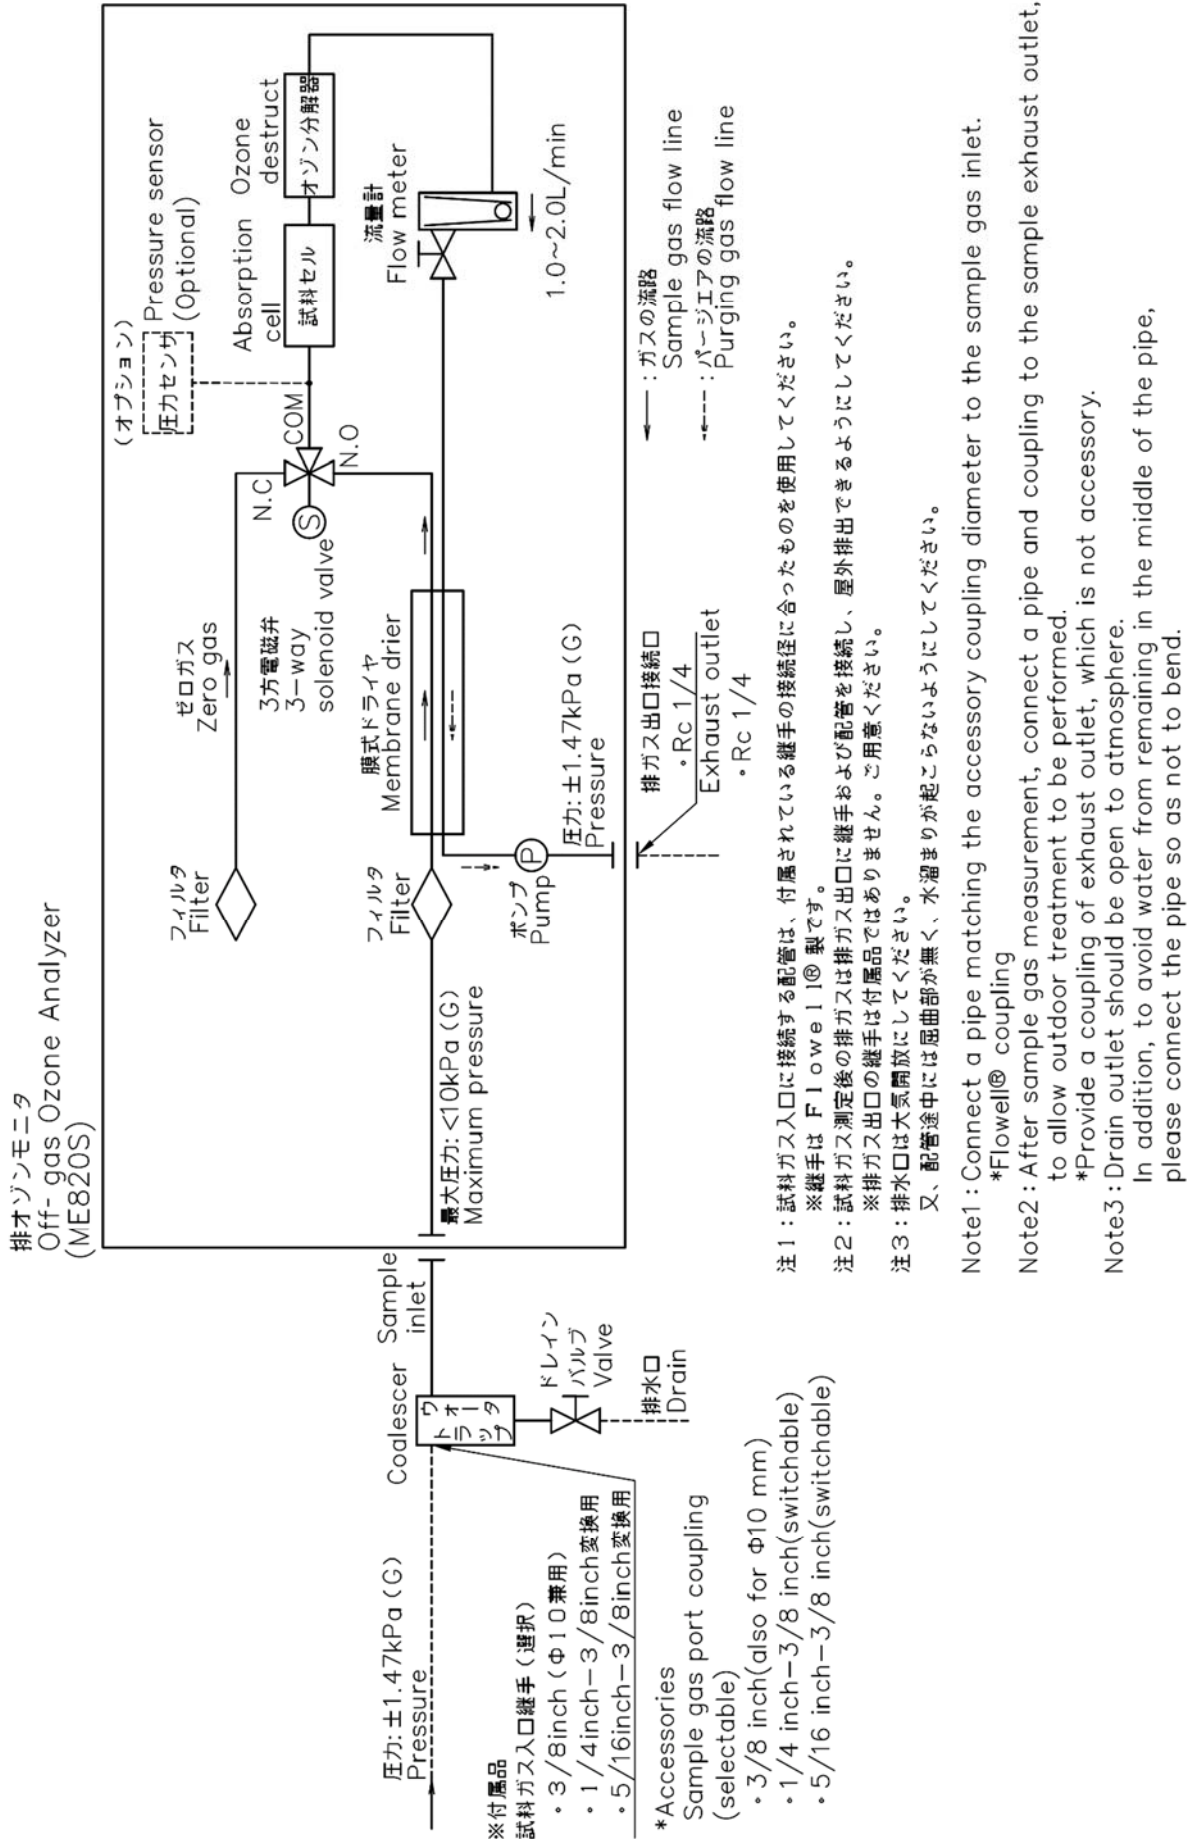 排オゾンモニタ
Off- gas Ozone Analyzer
(ME820S)
圧力:±1.47kPa (G)
Pressure
※付属品
試料ガス入口継手(選択)
・3/8inch(Φ10兼用)
・1/4inch−3/8inch変換用
・5/16inch−3/8inch変換用
*Accessories
Sample gas port coupling
(selectable)
・3/8 inch(also for Φ10 mm)
・1/4 inch−3/8 inch(switchable)
・5/16 inch−3/8 inch(switchable)
Coalescer
ウォータ
トラップ
ドレイン
バルブ
Valve
排水口
Drain
Sample
inlet
最大圧力:<10kPa (G)
Maximum pressure
フィルタ
Filter
フィルタ
Filter
ゼロガス
Zero gas
3方電磁弁
3−way
solenoid valve
S
N.C
COM
N.O
膜式ドライヤ
Membrane drier
ポンプ
Pump
P
圧力:±1.47kPa (G)
Pressure
排ガス出口接続口
・Rc 1/4
Exhaust outlet
・Rc 1/4
(オプション)
圧力センサ
Pressure sensor
(Optional)
Absorption
cell
試料セル
Ozone
destruct
オゾン分解器
流量計
Flow meter
1.0~2.0L/min
:ガスの流路
Sample gas flow line
:パージエアの流路
Purging gas flow line
注1:試料ガス入口に接続する配管は、付属されている継手の接続径に合ったものを使用してください。
※継手は Flowell® 製です。
注2:試料ガス測定後の排ガスは排ガス出口に継手および配管を接続し、屋外排出できるようにしてください。
※排ガス出口の継手は付属品ではありません。ご用意ください。
注3:排水口は大気開放にしてください。
又、配管途中には屈曲部が無く、水溜まりが起こらないようにしてください。
Note1:Connect a pipe matching the accessory coupling diameter to the sample gas inlet.
*Flowell® coupling
Note2:After sample gas measurement, connect a pipe and coupling to the sample exhaust outlet,
to allow outdoor treatment to be performed.
*Provide a coupling of exhaust outlet, which is not accessory.
Note3:Drain outlet should be open to atmosphere.
In addition, to avoid water from remaining in the middle of the pipe,
please connect the pipe so as not to bend.